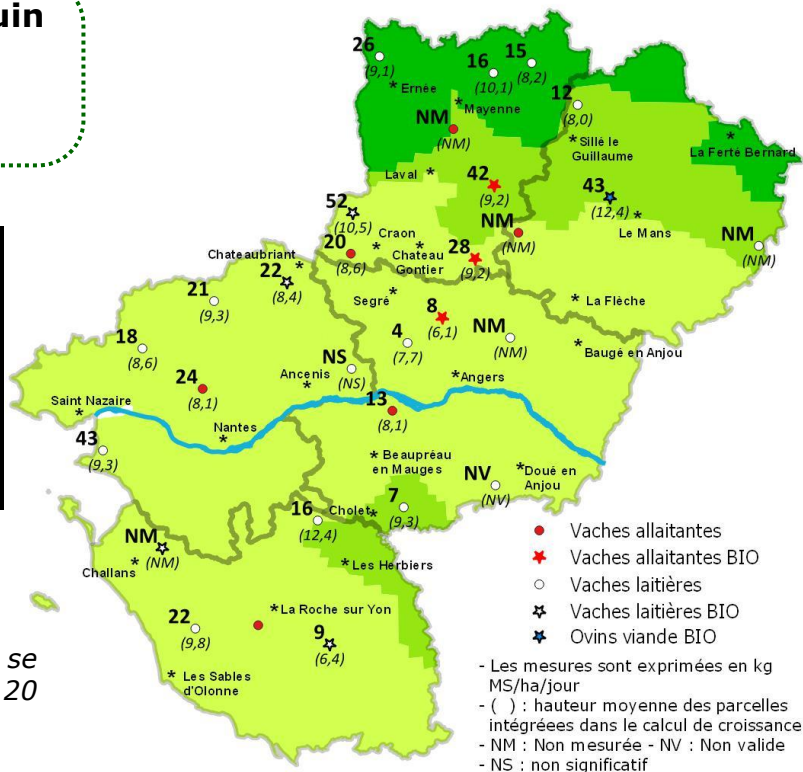 uin
26
(9,1)
Ernée
16
(10,1)
15
(8,2)
12
(8,0)
Mayenne
NM
(NM)
Sillé le
Guillaume
La Ferté Bernard
Laval
42
(9,2)
43
(12,4)
Le Mans
52
(10,5)
NM
(NM)
NM
(NM)
20
(8,6)
Craon
Chateau
Gontier
28
(9,2)
Chateaubriant
22
(8,4)
21
(9,3)
Segré
8
(6,1)
La Flèche
18
(8,6)
4
(7,7)
NM
(NM)
Baugé en Anjou
NS
(NS)
24
(8,1)
Ancenis
Angers
Saint Nazaire
13
(8,1)
Nantes
43
(9,3)
Beaupréau
en Mauges
NV
(NV)
Doué en
Anjou
7
(9,3)
16
(12,4)
Cholet
NM
(NM)
Challans
Les Herbiers
22
(9,8)
La Roche sur Yon
9
(6,4)
Les Sables
d'Olonne
se
20
Vaches allaitantes
Vaches allaitantes BIO
Vaches laitières
Vaches laitières BIO
Ovins viande BIO
- Les mesures sont exprimées en kg
MS/ha/jour
- ( ) : hauteur moyenne des parcelles
intégréees dans le calcul de croissance
- NM : Non mesurée - NV : Non valide
- NS : non significatif